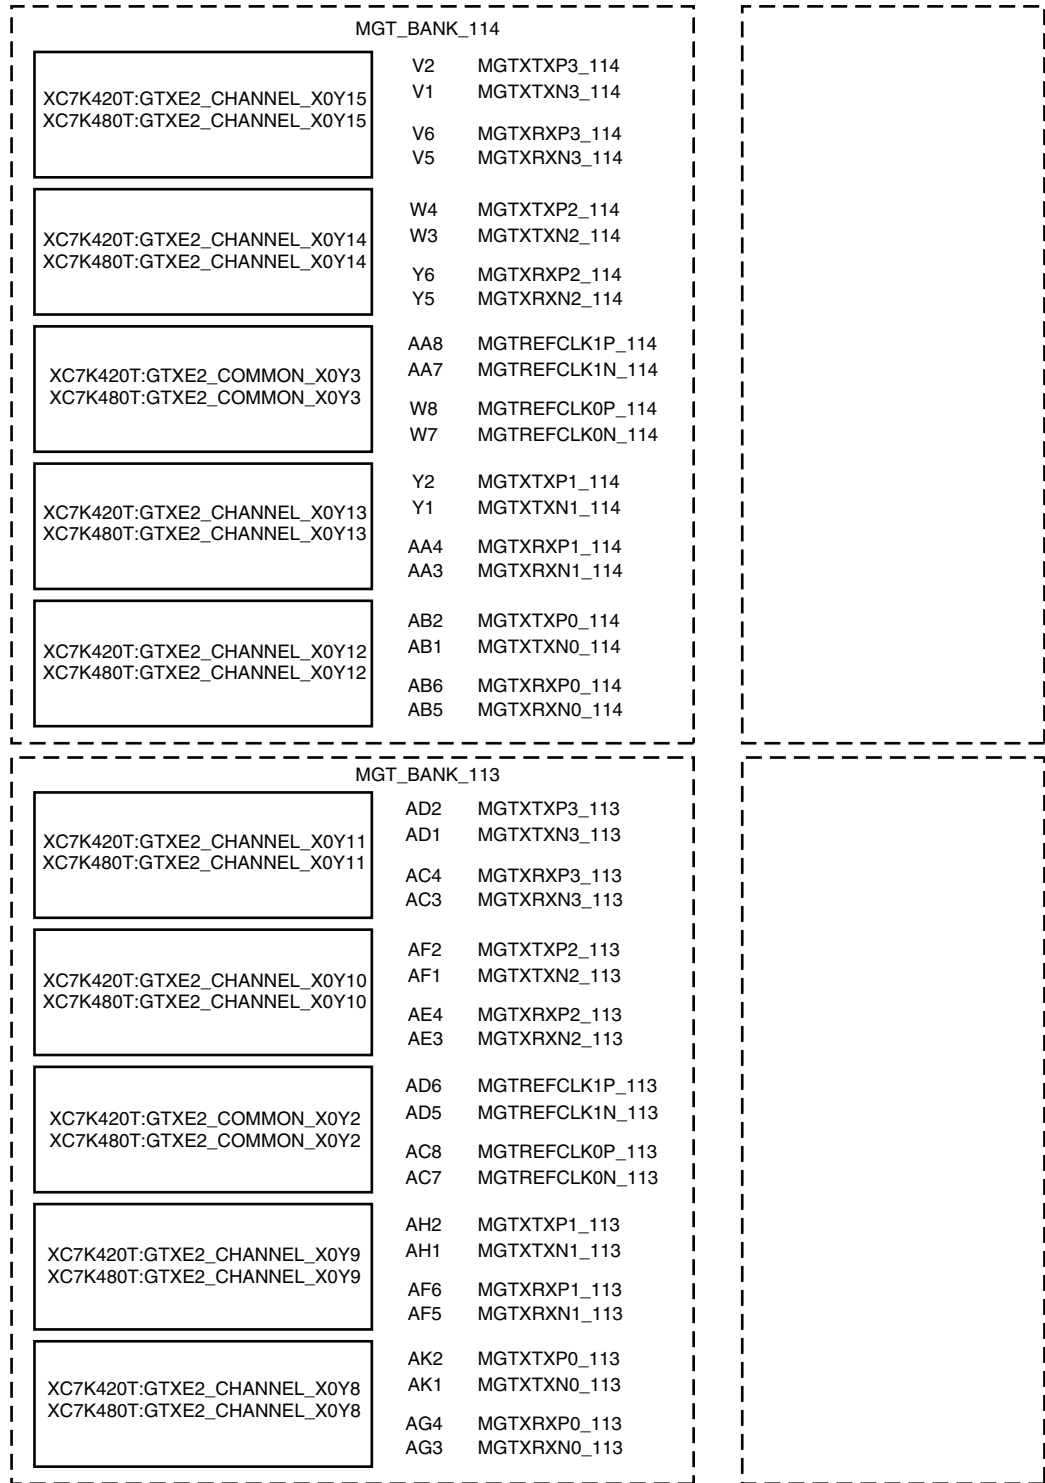 MGT_BANK_114
XC7K420T:GTXE2_CHANNEL_X0Y15
XC7K480T:GTXE2_CHANNEL_X0Y15
V2 MGTXTXP3_114
V1 MGTXTXN3_114
V6 MGTXRXP3_114
V5 MGTXRXN3_114
XC7K420T:GTXE2_CHANNEL_X0Y14
XC7K480T:GTXE2_CHANNEL_X0Y14
W4 MGTXTXP2_114
W3 MGTXTXN2_114
Y6 MGTXRXP2_114
Y5 MGTXRXN2_114
XC7K420T:GTXE2_COMMON_X0Y3
XC7K480T:GTXE2_COMMON_X0Y3
AA8 MGTREFCLK1P_114
AA7 MGTREFCLK1N_114
W8 MGTREFCLK0P_114
W7 MGTREFCLK0N_114
XC7K420T:GTXE2_CHANNEL_X0Y13
XC7K480T:GTXE2_CHANNEL_X0Y13
Y2 MGTXTXP1_114
Y1 MGTXTXN1_114
AA4 MGTXRXP1_114
AA3 MGTXRXN1_114
XC7K420T:GTXE2_CHANNEL_X0Y12
XC7K480T:GTXE2_CHANNEL_X0Y12
AB2 MGTXTXP0_114
AB1 MGTXTXN0_114
AB6 MGTXRXP0_114
AB5 MGTXRXN0_114
MGT_BANK_113
XC7K420T:GTXE2_CHANNEL_X0Y11
XC7K480T:GTXE2_CHANNEL_X0Y11
AD2 MGTXTXP3_113
AD1 MGTXTXN3_113
AC4 MGTXRXP3_113
AC3 MGTXRXN3_113
XC7K420T:GTXE2_CHANNEL_X0Y10
XC7K480T:GTXE2_CHANNEL_X0Y10
AF2 MGTXTXP2_113
AF1 MGTXTXN2_113
AE4 MGTXRXP2_113
AE3 MGTXRXN2_113
XC7K420T:GTXE2_COMMON_X0Y2
XC7K480T:GTXE2_COMMON_X0Y2
AD6 MGTREFCLK1P_113
AD5 MGTREFCLK1N_113
AC8 MGTREFCLK0P_113
AC7 MGTREFCLK0N_113
XC7K420T:GTXE2_CHANNEL_X0Y9
XC7K480T:GTXE2_CHANNEL_X0Y9
AH2 MGTXTXP1_113
AH1 MGTXTXN1_113
AF6 MGTXRXP1_113
AF5 MGTXRXN1_113
XC7K420T:GTXE2_CHANNEL_X0Y8
XC7K480T:GTXE2_CHANNEL_X0Y8
AK2 MGTXTXP0_113
AK1 MGTXTXN0_113
AG4 MGTXRXP0_113
AG3 MGTXRXN0_113